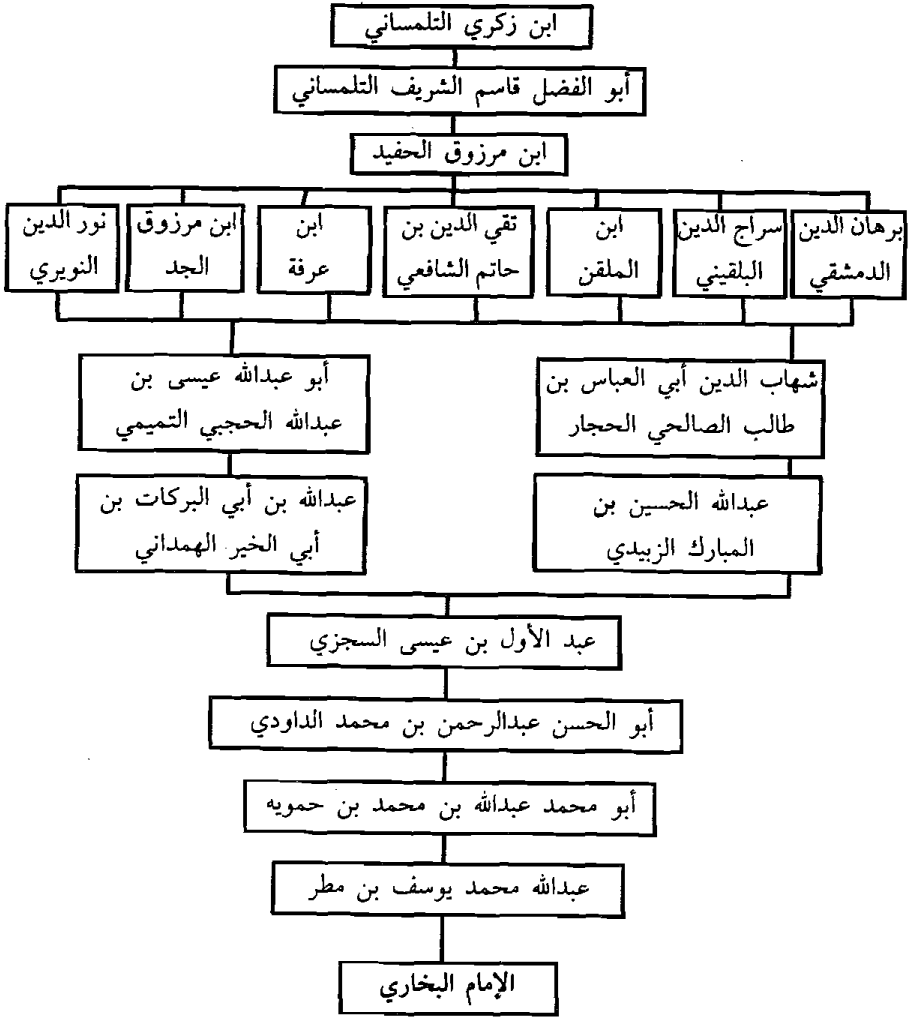 ابن زكري التلمساني
أبو الفضل قاسم الشريف التلمساني
ابن مرزوق الحفيد
برهان الدين
الدمشقي
سراج الدين
البلقيني
ابن
الملقن
تقي الدين بن
حاتم الشافعي
ابن
عرفة
ابن مرزوق
الجد
نور الدين
النويري
شهاب الدين أبي العباس بن
طالب الصالحي الحجار
أبو عبدالله عيسى بن
عبدالله الحجبي التميمي
عبدالله الحسين بن
المبارك الزبيدي
عبدالله بن أبي البركات بن
أبي الخير الهمداني
عبد الأول بن عيسى السجزي
أبو الحسن عبدالرحمن بن محمد الداودي
أبو محمد عبدالله بن محمد بن حمويه
عبدالله محمد يوسف بن مطر
الإمام البخاري